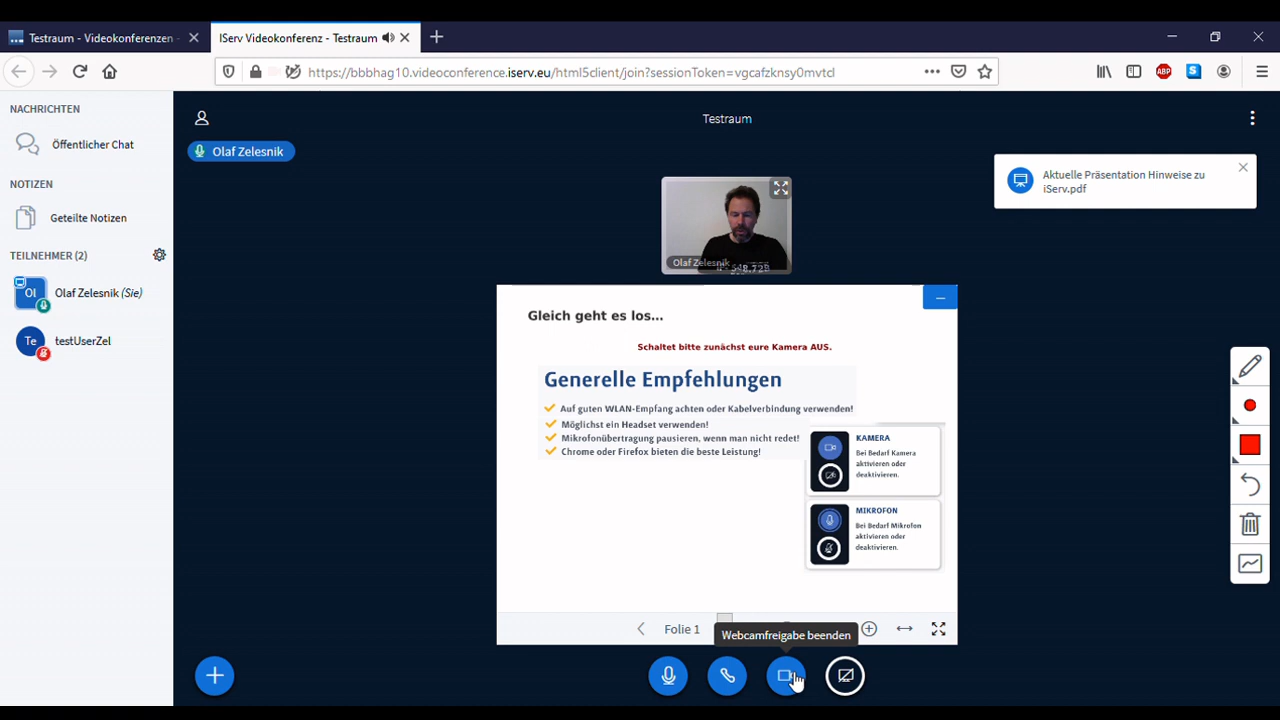 Testraum - Videokonferenzen -
IServ Videokonferenz - Testraum
https://bbbhag10.videoconference.iserv.eu/html5client/join?sessionToken=vgcafzknsy0mvtcl
ABP
S
NACHRICHTEN
Öffentlicher Chat
NOTIZEN
Geteilte Notizen
TEILNEHMER (2)
Ol
Olaf Zelesnik (Sie)
Te
testUserZel
Testraum
Olaf Zelesnik
Aktuelle Präsentation Hinweise zu
iServ.pdf
Olaf Zelesnik
Gleich geht es los...
Schaltet bitte zunächst eure Kamera AUS.
Generelle Empfehlungen
Auf guten WLAN-Empfang achten oder Kabelverbindung verwenden!
Möglichst ein Headset verwenden!
Mikrofonübertragung pausieren, wenn man nicht redet!
Chrome oder Firefox bieten die beste Leistung!
KAMERA
Bei Bedarf Kamera
aktivieren oder
deaktivieren.
MIKROFON
Bei Bedarf Mikrofon
aktivieren oder
deaktivieren.
Folie 1
Webcamfreigabe beenden